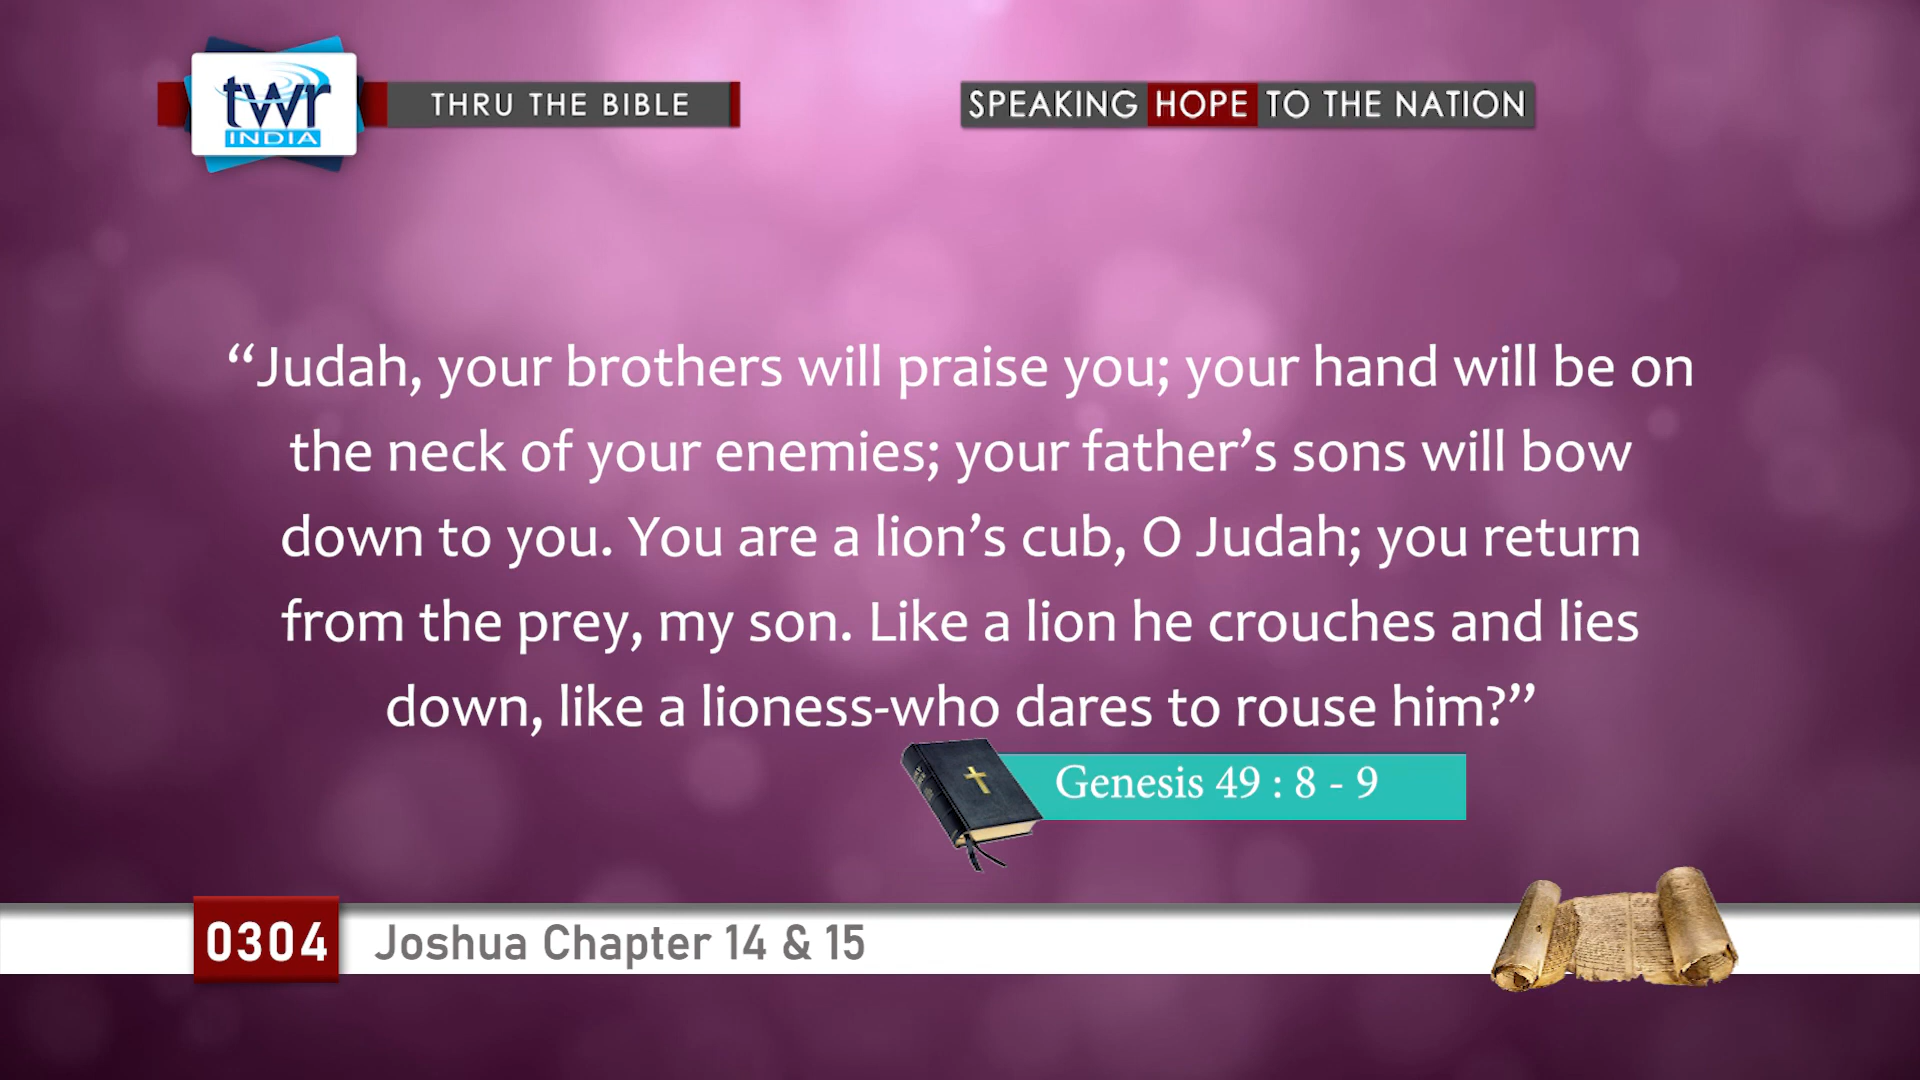 twr
INDIA
THRU THE BIBLE
SPEAKING HOPE TO THE NATION
“Judah, your brothers will praise you; your hand will be on
the neck of your enemies; your father’s sons will bow
down to you. You are a lion’s cub, O Judah; you return
from the prey, my son. Like a lion he crouches and lies
down, like a lioness-who dares to rouse him?”
Genesis 49 : 8 - 9
0304
Joshua Chapter 14 & 15